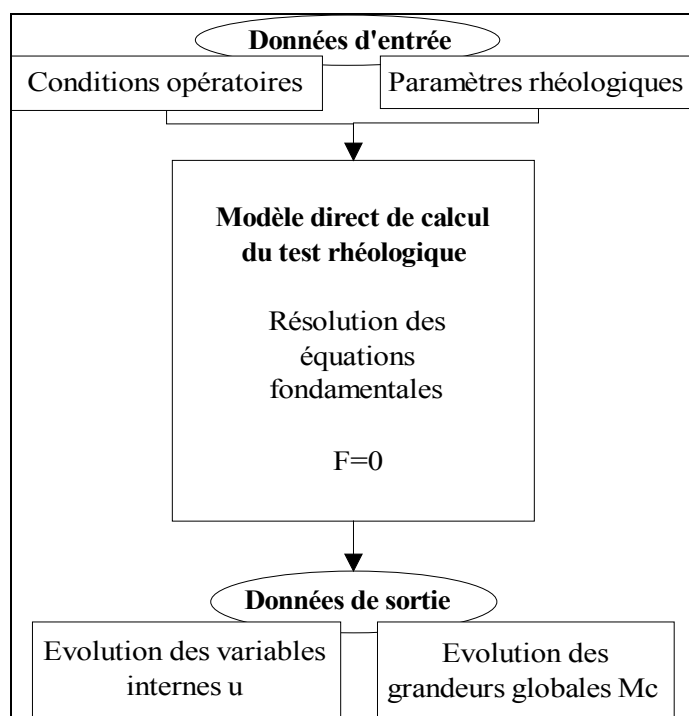 Données d'entrée
Conditions opératoires
Paramètres rhéologiques
Modèle direct de calcul
du test rhéologique
Résolution des
équations
fondamentales
F=0
Données de sortie
Evolution des variables
internes u
Evolution des
grandeurs globales Mc